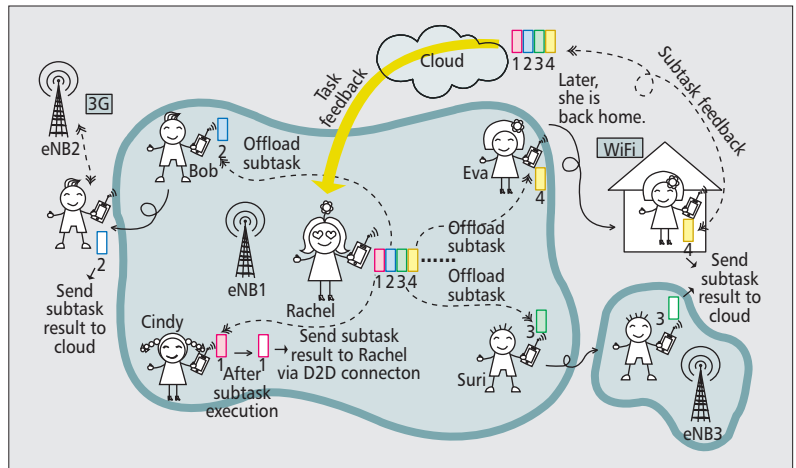 Cloud
1234
Task
feedback
Later,
she is
back home.
Subtask feedback
3G
eNB2
2
Bob
Offload
subtask
Eva
4
WiFi
4
2
Send
subtask
result to
cloud
eNB1
Rachel
1234
......
Offload
subtask
Offload
subtask
Send
subtask
result to
cloud
Cindy
1
1
After
subtask
execution
Send subtask
result to Rachel
via D2D connecton
3
Suri
3
eNB3